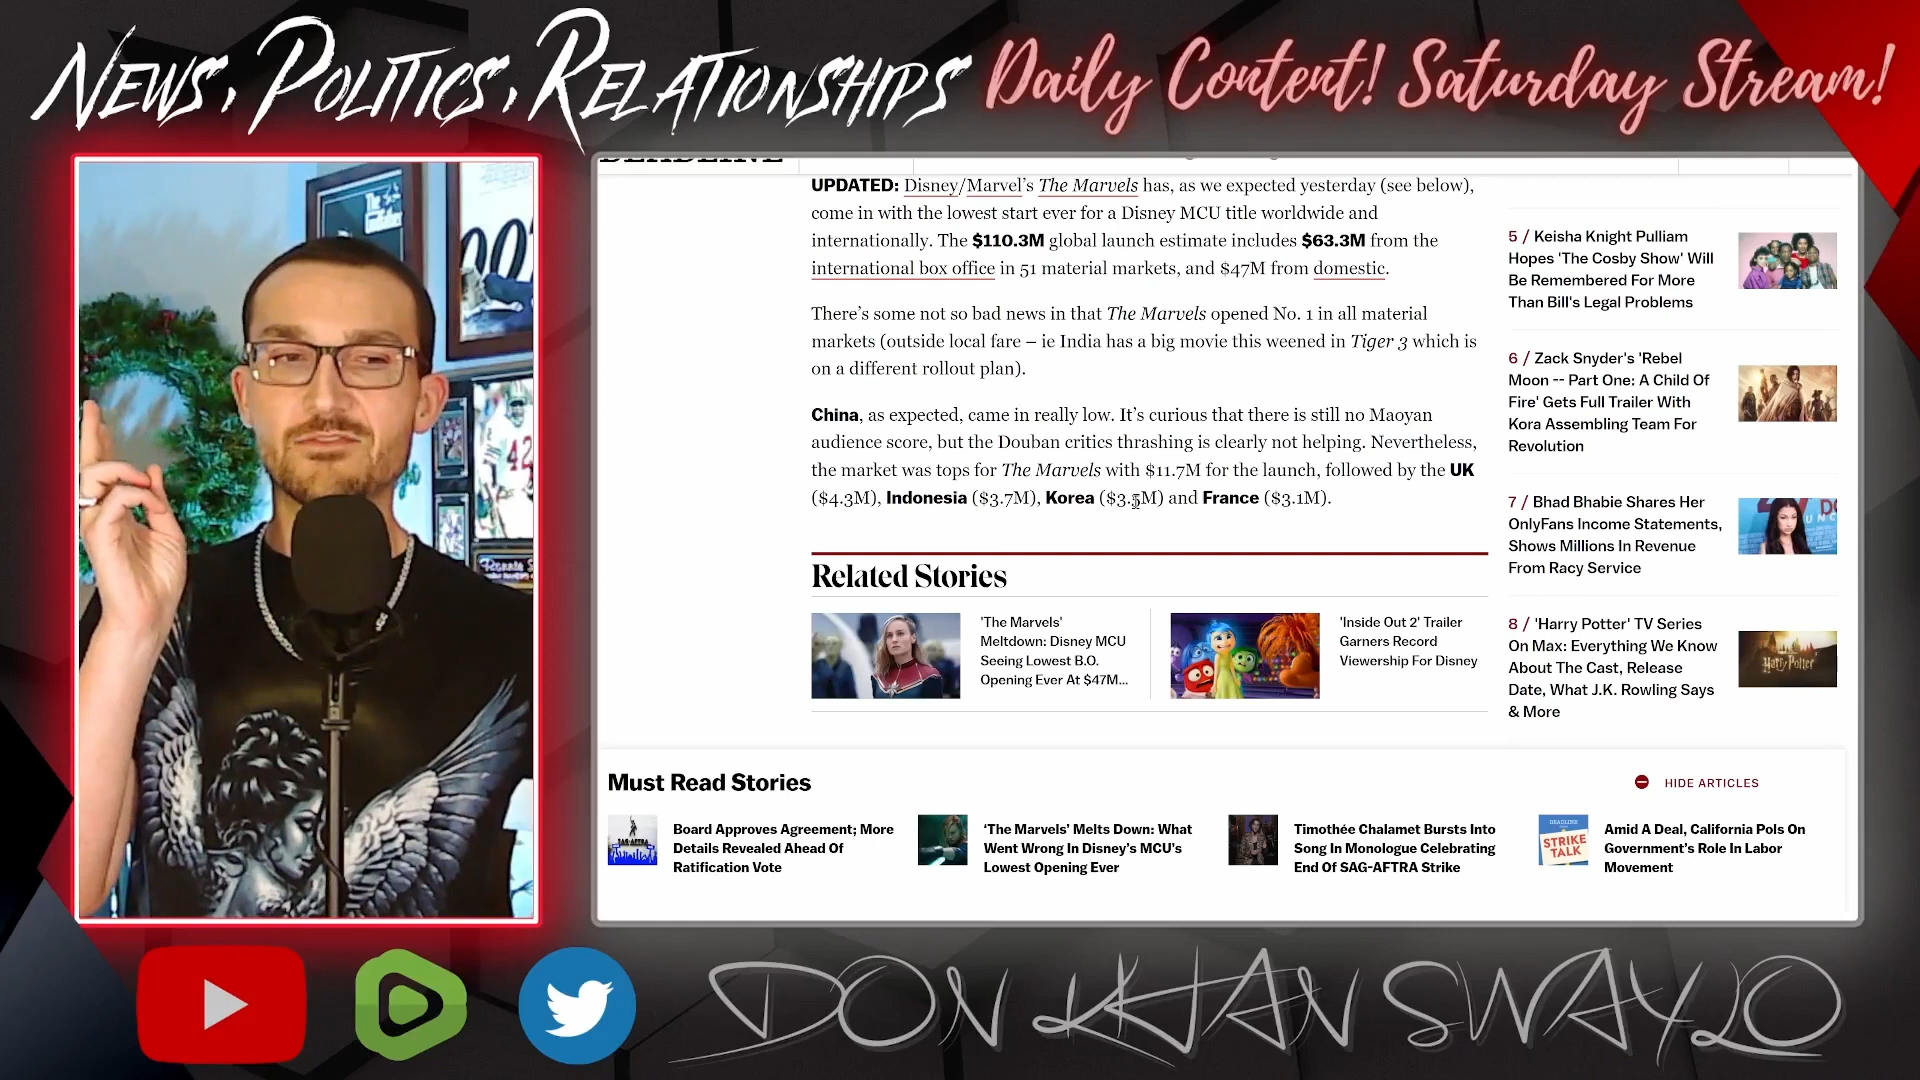 News, Politics, Relationships
Daily Content! Saturday Stream!
DEADLINE
UPDATED: Disney/Marvel's The Marvels has, as we expected yesterday (see below),
come in with the lowest start ever for a Disney MCU title worldwide and
internationally. The $110.3M global launch estimate includes $63.3M from the
international box office in 51 material markets, and $47M from domestic.
There's some not so bad news in that The Marvels opened No. 1 in all material
markets (outside local fare – ie India has a big movie this weened in Tiger 3 which is
on a different rollout plan).
China, as expected, came in really low. It's curious that there is still no Maoyan
audience score, but the Douban critics thrashing is clearly not helping. Nevertheless,
the market was tops for The Marvels with $11.7M for the launch, followed by the UK
($4.3M), Indonesia ($3.7M), Korea ($3.5M) and France ($3.1M).
Related Stories
'The Marvels'
Meltdown: Disney MCU
Seeing Lowest B.O.
Opening Ever At $47M...
'Inside Out 2' Trailer
Garners Record
Viewership For Disney
5 / Keisha Knight Pulliam
Hopes 'The Cosby Show' Will
Be Remembered For More
Than Bill's Legal Problems
6 / Zack Snyder's 'Rebel
Moon -- Part One: A Child Of
Fire' Gets Full Trailer With
Kora Assembling Team For
Revolution
7 / Bhad Bhabie Shares Her
OnlyFans Income Statements,
Shows Millions In Revenue
From Racy Service
8 / 'Harry Potter' TV Series
On Max: Everything We Know
About The Cast, Release
Date, What J.K. Rowling Says
& More
Harry Potter
Must Read Stories
HIDE ARTICLES
Board Approves Agreement; More
Details Revealed Ahead Of
Ratification Vote
'The Marvels' Melts Down: What
Went Wrong In Disney's MCU's
Lowest Opening Ever
Timothée Chalamet Bursts Into
Song In Monologue Celebrating
End Of SAG-AFTRA Strike
DEADLINE
STRIKE
TALK
Amid A Deal, California Pols On
Government's Role In Labor
Movement
SAG·AFTRA
The Godfather
007
42
Don Khan Swaylo